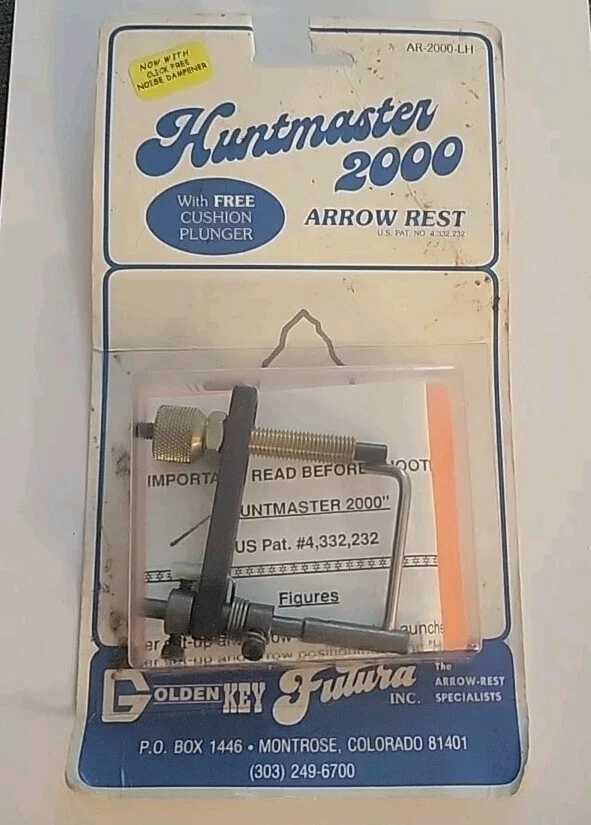 AR-2000-LH
NOW WITH
CLICK FREE
NOISE DAMPENER
Huntmaster
2000
With FREE
CUSHION
PLUNGER
ARROW REST
U.S. PAT. NO. 4,332,232
READ BEFORE
2000"
US Pat. #4,332,232
Figures
GOLDEN KEY Futura INC.
The
ARROW-REST
SPECIALISTS
P.O. BOX 1446 • MONTROSE, COLORADO 81401
(303) 249-6700